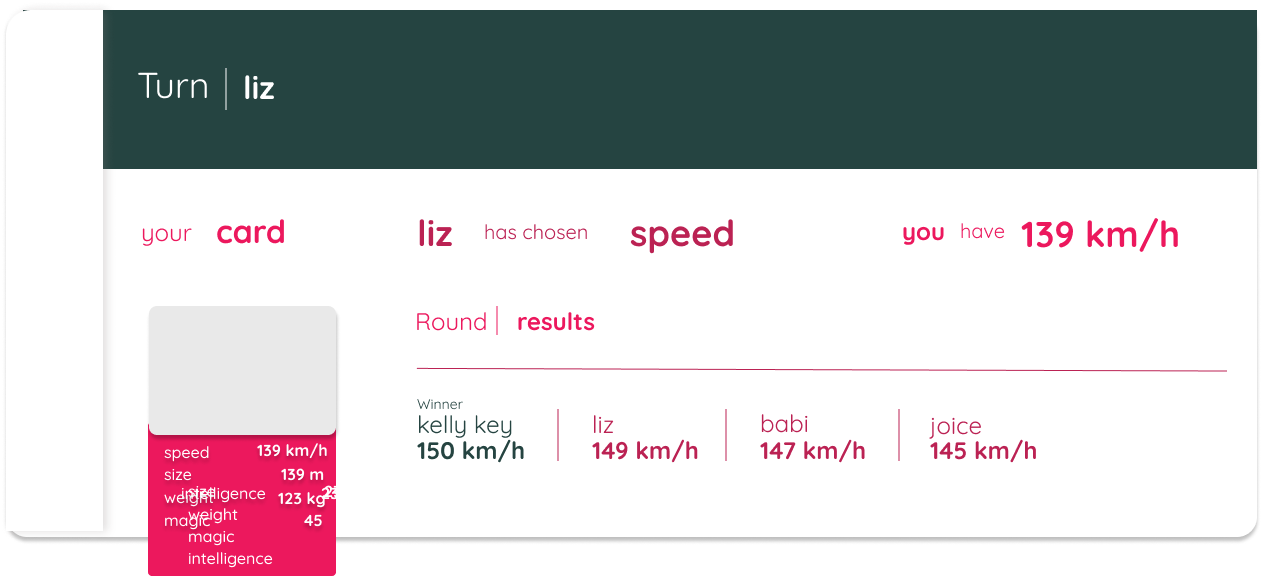 Turn liz
your card
liz has chosen speed
you have 139 km/h
Round results
Winner
kelly key
150 km/h
liz
149 km/h
babi
147 km/h
joice
145 km/h
speed 139 km/h
size 139 m
size
intelligence
weight 123 kg
weight
magic 45
magic
intelligence